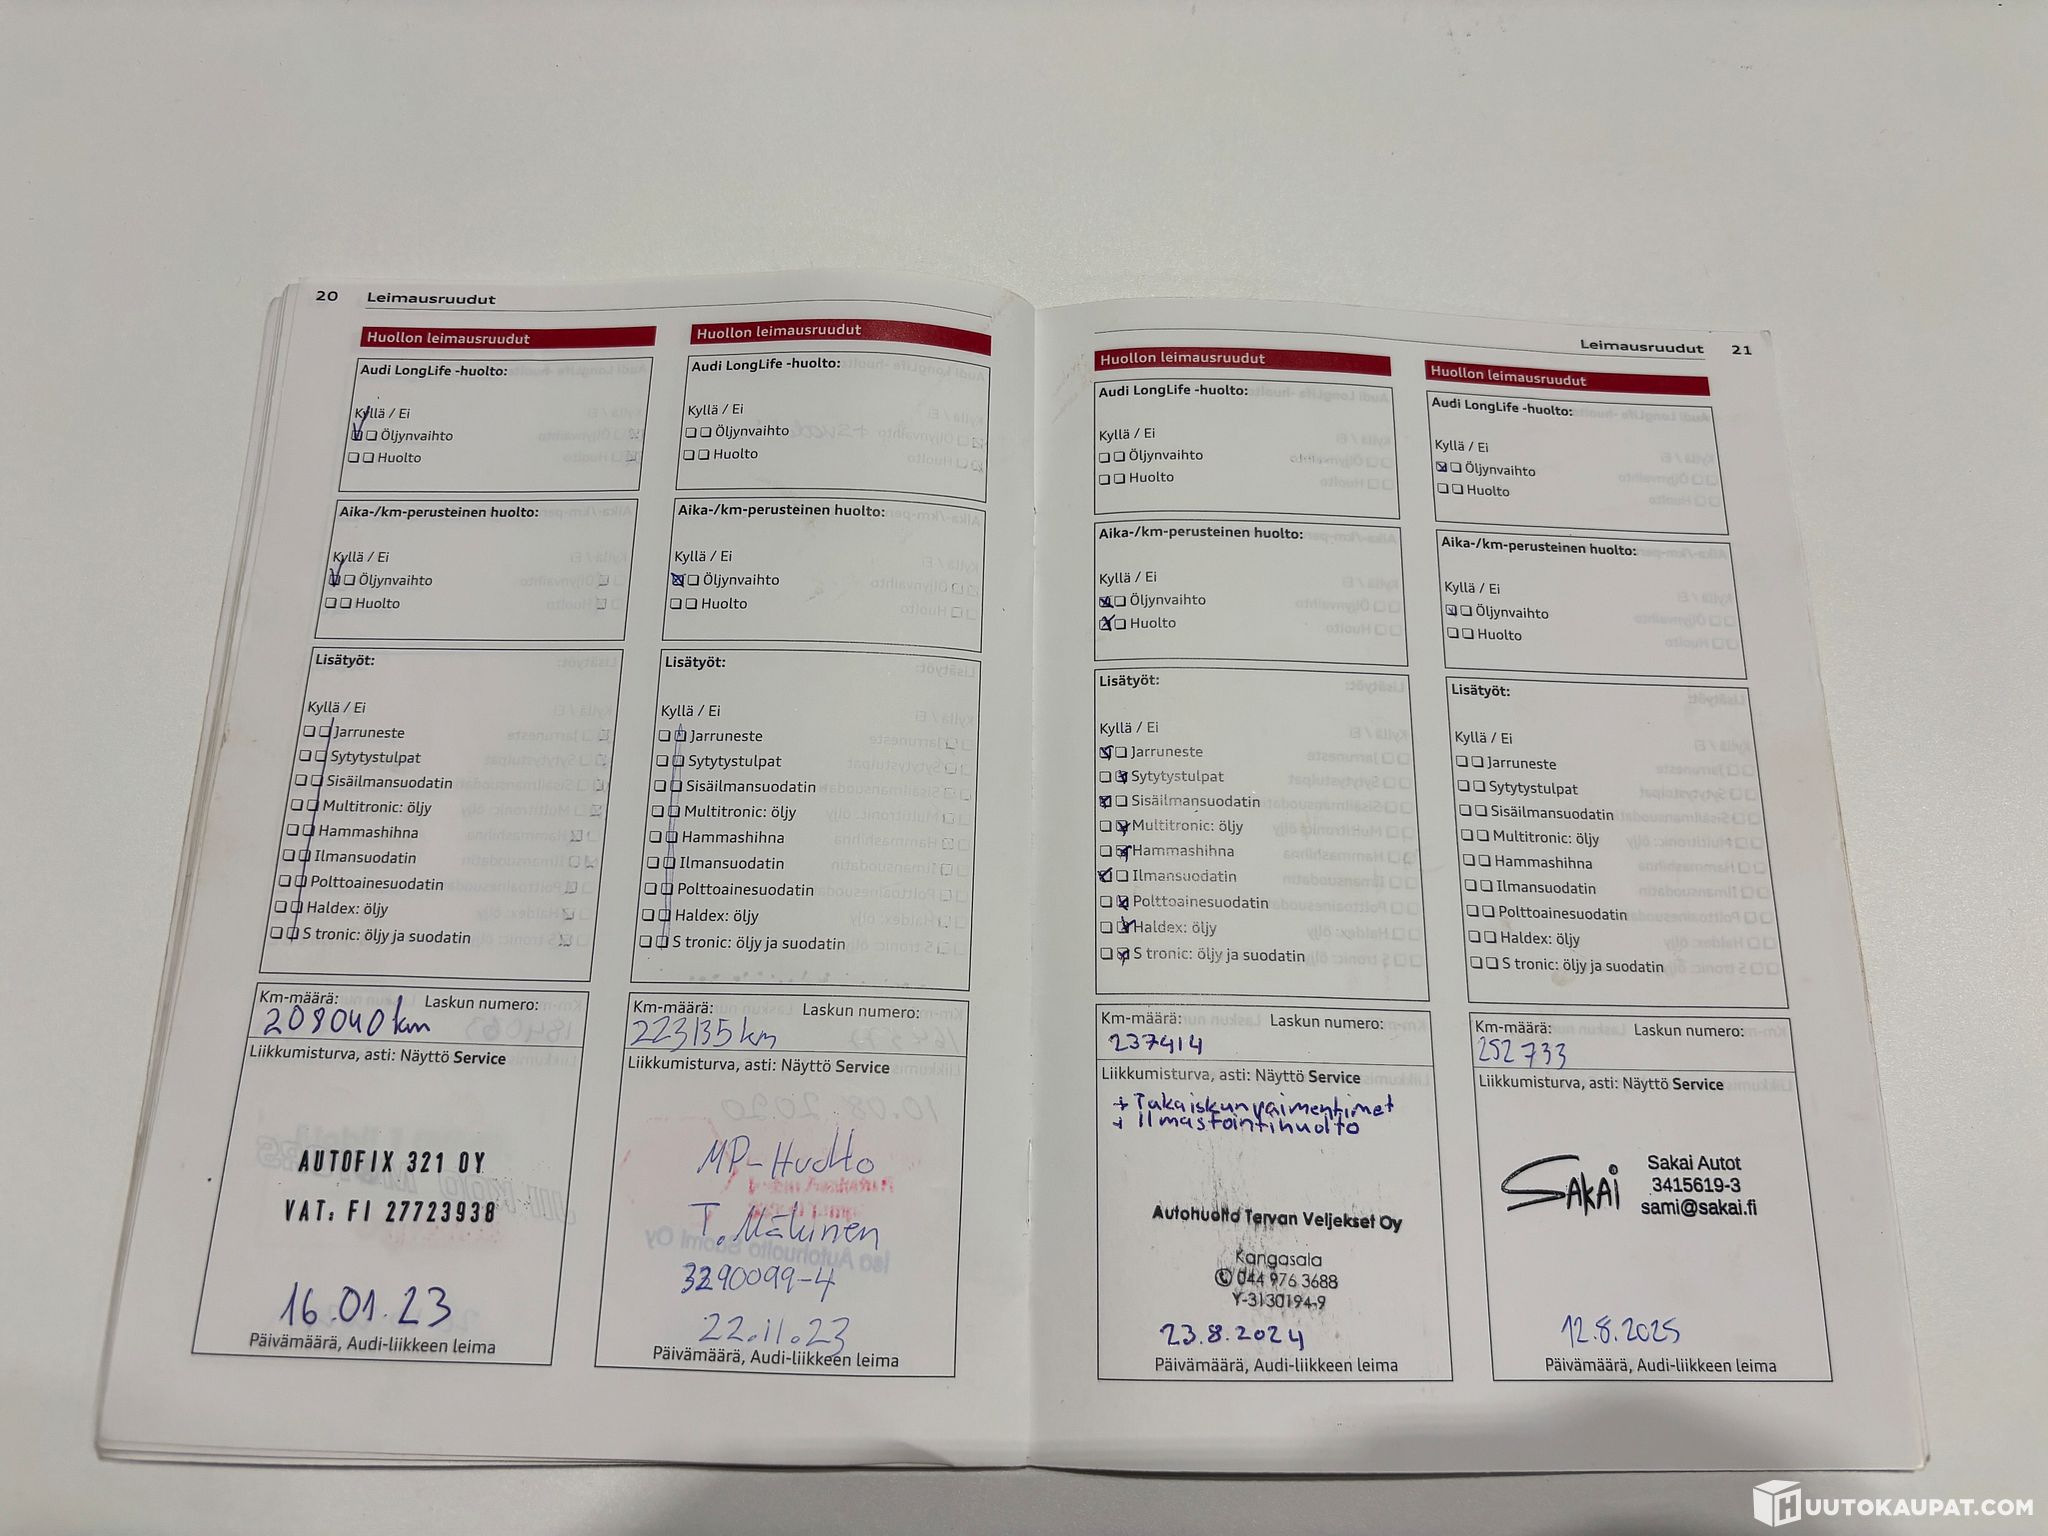 20 Leimausruudut
Huollon leimausruudut
Audi LongLife -huolto:
Kyllä / Ei
Öljynvaihto
Huolto
Aika-/km-perusteinen huolto:
Kyllä / Ei
Öljynvaihto
Huolto
Lisätyöt:
Kyllä / Ei
Jarruneste
Sytytystulpat
Sisäilmansuodatin
Multitronic: öljy
Hammashihna
Ilmansuodatin
Polttoainesuodatin
Haldex: öljy
S tronic: öljy ja suodatin
Km-määrä: Laskun numero:
208040 km
Liikkumisturva, asti: Näyttö Service
AUTOFIX 321 OY
VAT: FI 27723938
16.01.23
Päivämäärä, Audi-liikkeen leima
Huollon leimausruudut
Audi LongLife -huolto:
Kyllä / Ei
Öljynvaihto
Huolto
Aika-/km-perusteinen huolto:
Kyllä / Ei
Öljynvaihto
Huolto
Lisätyöt:
Kyllä / Ei
Jarruneste
Sytytystulpat
Sisäilmansuodatin
Multitronic: öljy
Hammashihna
Ilmansuodatin
Polttoainesuodatin
Haldex: öljy
S tronic: öljy ja suodatin
Km-määrä: Laskun numero:
223135 km
Liikkumisturva, asti: Näyttö Service
MP-Huolto
T. Mäkinen
3290099-4
22.11.23
Päivämäärä, Audi-liikkeen leima
Leimausruudut 21
Huollon leimausruudut
Audi LongLife -huolto:
Kyllä / Ei
Öljynvaihto
Huolto
Aika-/km-perusteinen huolto:
Kyllä / Ei
Öljynvaihto
Huolto
Lisätyöt:
Kyllä / Ei
Jarruneste
Sytytystulpat
Sisäilmansuodatin
Multitronic: öljy
Hammashihna
Ilmansuodatin
Polttoainesuodatin
Haldex: öljy
S tronic: öljy ja suodatin
Km-määrä: Laskun numero:
237414
Liikkumisturva, asti: Näyttö Service
+ Takaiskunvaimentimet
+ Ilmastointihuolto
Autohuolto Tervan Veljekset Oy
Kangasala
044 976 3688
Y-3130194-9
23.8.2024
Päivämäärä, Audi-liikkeen leima
Huollon leimausruudut
Audi LongLife -huolto:
Kyllä / Ei
Öljynvaihto
Huolto
Aika-/km-perusteinen huolto:
Kyllä / Ei
Öljynvaihto
Huolto
Lisätyöt:
Kyllä / Ei
Jarruneste
Sytytystulpat
Sisäilmansuodatin
Multitronic: öljy
Hammashihna
Ilmansuodatin
Polttoainesuodatin
Haldex: öljy
S tronic: öljy ja suodatin
Km-määrä: Laskun numero:
252 733
Liikkumisturva, asti: Näyttö Service
SAKAI
Sakai Autot
3415619-3
sami@sakai.fi
12.8.2025
Päivämäärä, Audi-liikkeen leima
HUUTOKAUPAT.COM